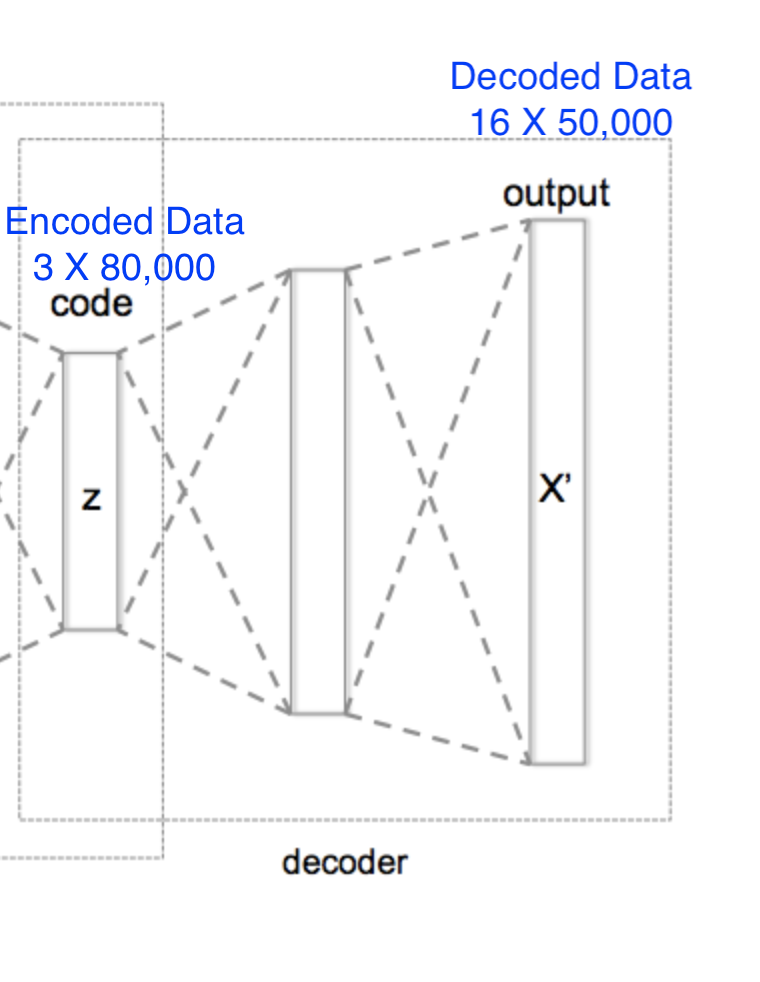 Decoded Data
16 X 50,000
output
Encoded Data
3 X 80,000
code
z
X’
decoder